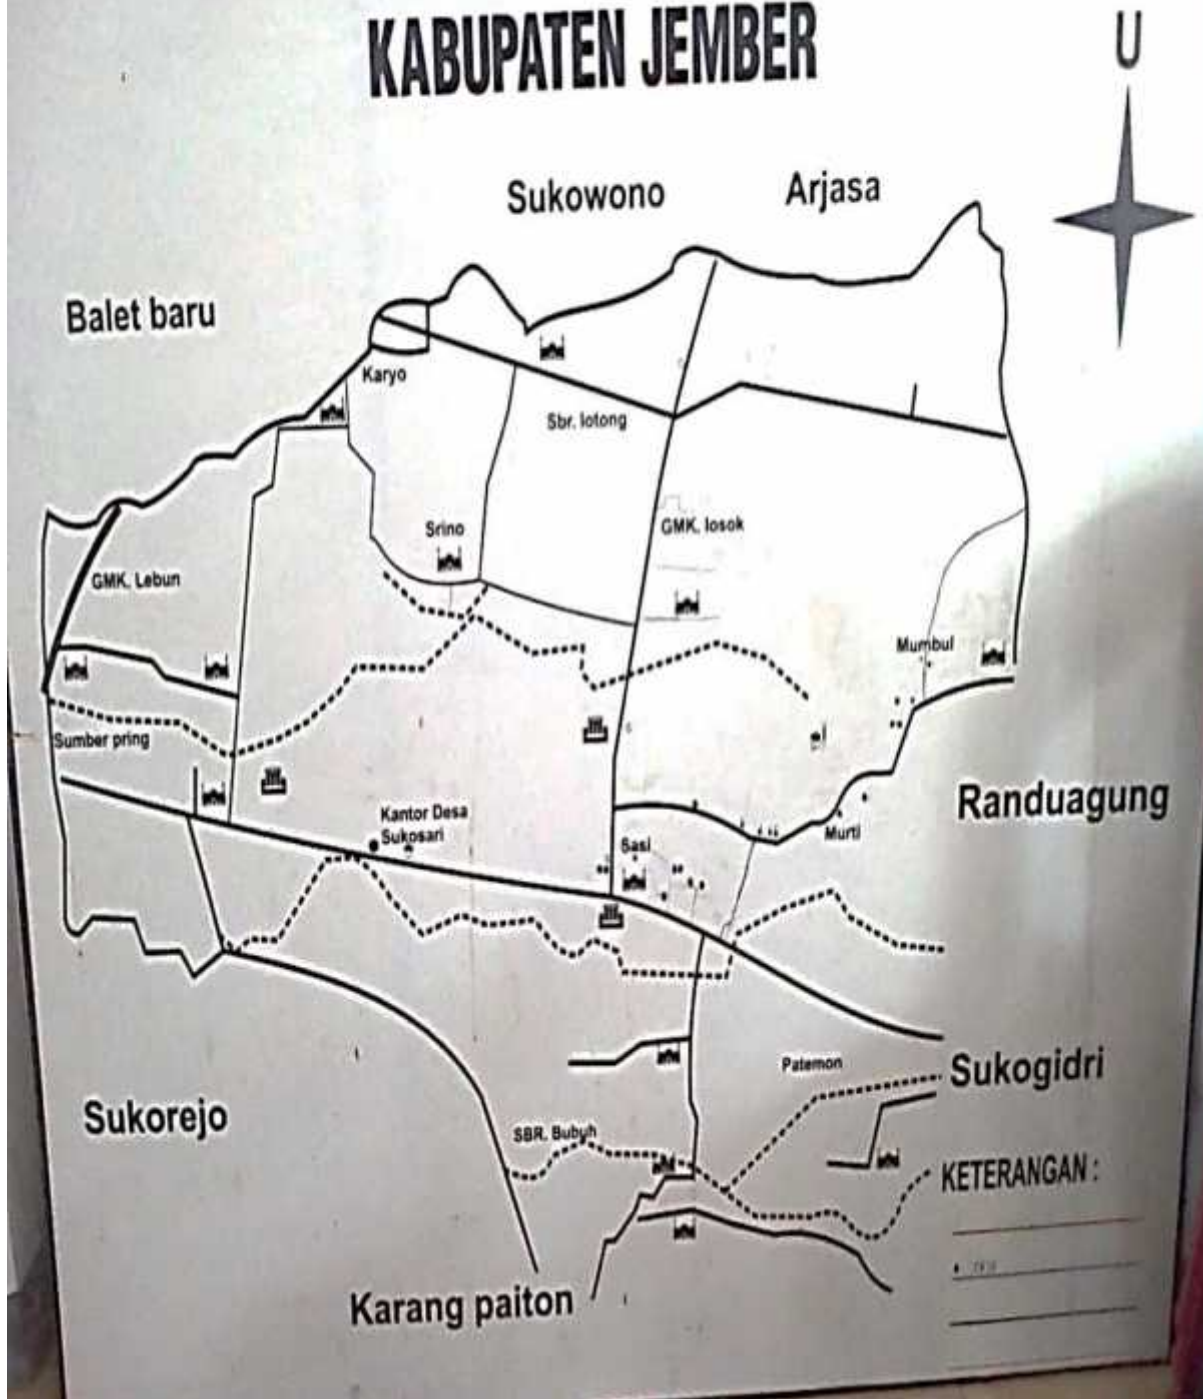 KABUPATEN JEMBER
U
Sukowono
Arjasa
Balet baru
Karyo
Sbr. lotong
Srino
GMK. losok
GMK. Lebun
Mumbul
Sumber pring
Kantor Desa
Sukosari
Sasi
Murti
Randuagung
Patemon
Sukogidri
Sukorejo
SBR. Bubuh
KETERANGAN :
Karang paiton